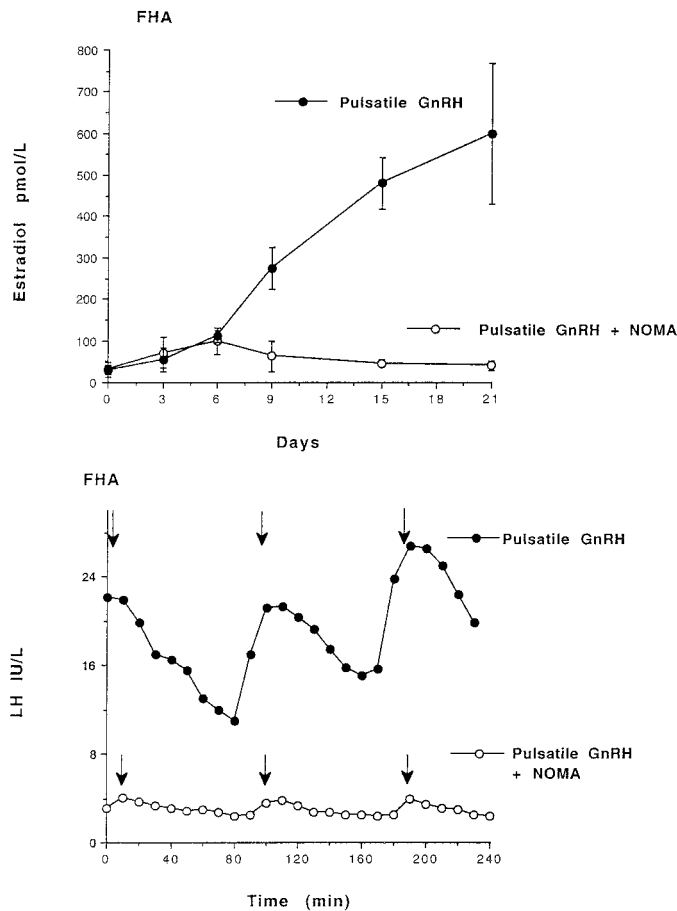 FHA
800
700
600
500
400
300
200
100
0
Estradiol pmol/L
Pulsatile GnRH
Pulsatile GnRH + NOMA
0 3 6 9 12 15 18 21
Days
FHA
24
16
8
0
LH IU/L
Pulsatile GnRH
Pulsatile GnRH
+ NOMA
0 40 80 120 160 200 240
Time (min)